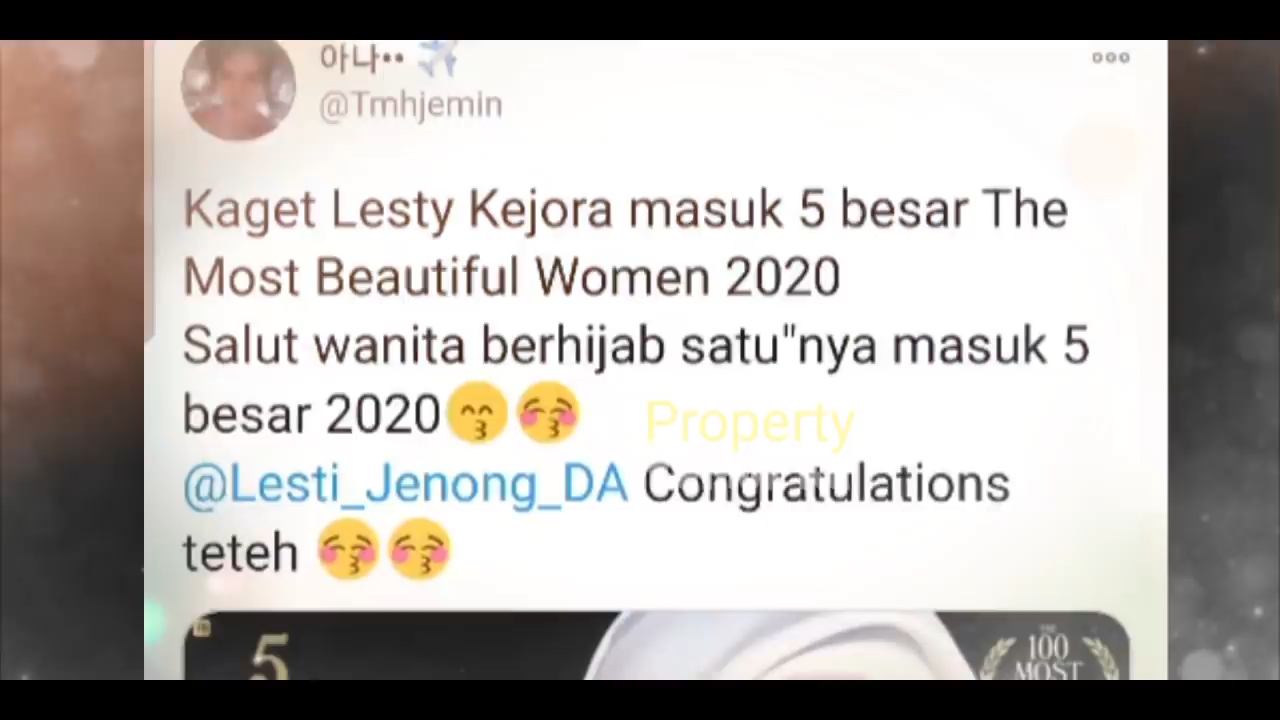 아나•• ✈️
@Tmhjemin
Kaget Lesty Kejora masuk 5 besar The
Most Beautiful Women 2020
Salut wanita berhijab satu"nya masuk 5
besar 2020😙😚
Property
@Lesti_Jenong_DA Congratulations
teteh 😚😚
5
THE
100
MOST